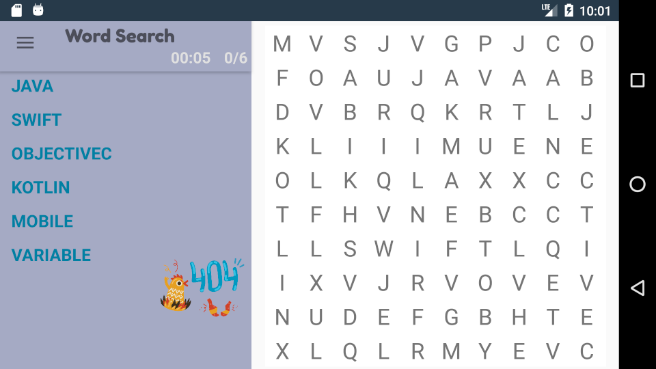 LTE 10:01
Word Search
00:05 0/6
JAVA
SWIFT
OBJECTIVEC
KOTLIN
MOBILE
VARIABLE
404
M V S J V G P J C O
F O A U J A V A A B
D V B R Q K R T L J
K L I I I M U E N E
O L K Q L A X X C C
T F H V N E B C C T
L L S W I F T L Q I
I X V J R V O V E V
N U D E F G B H T E
X L Q L R M Y E V C